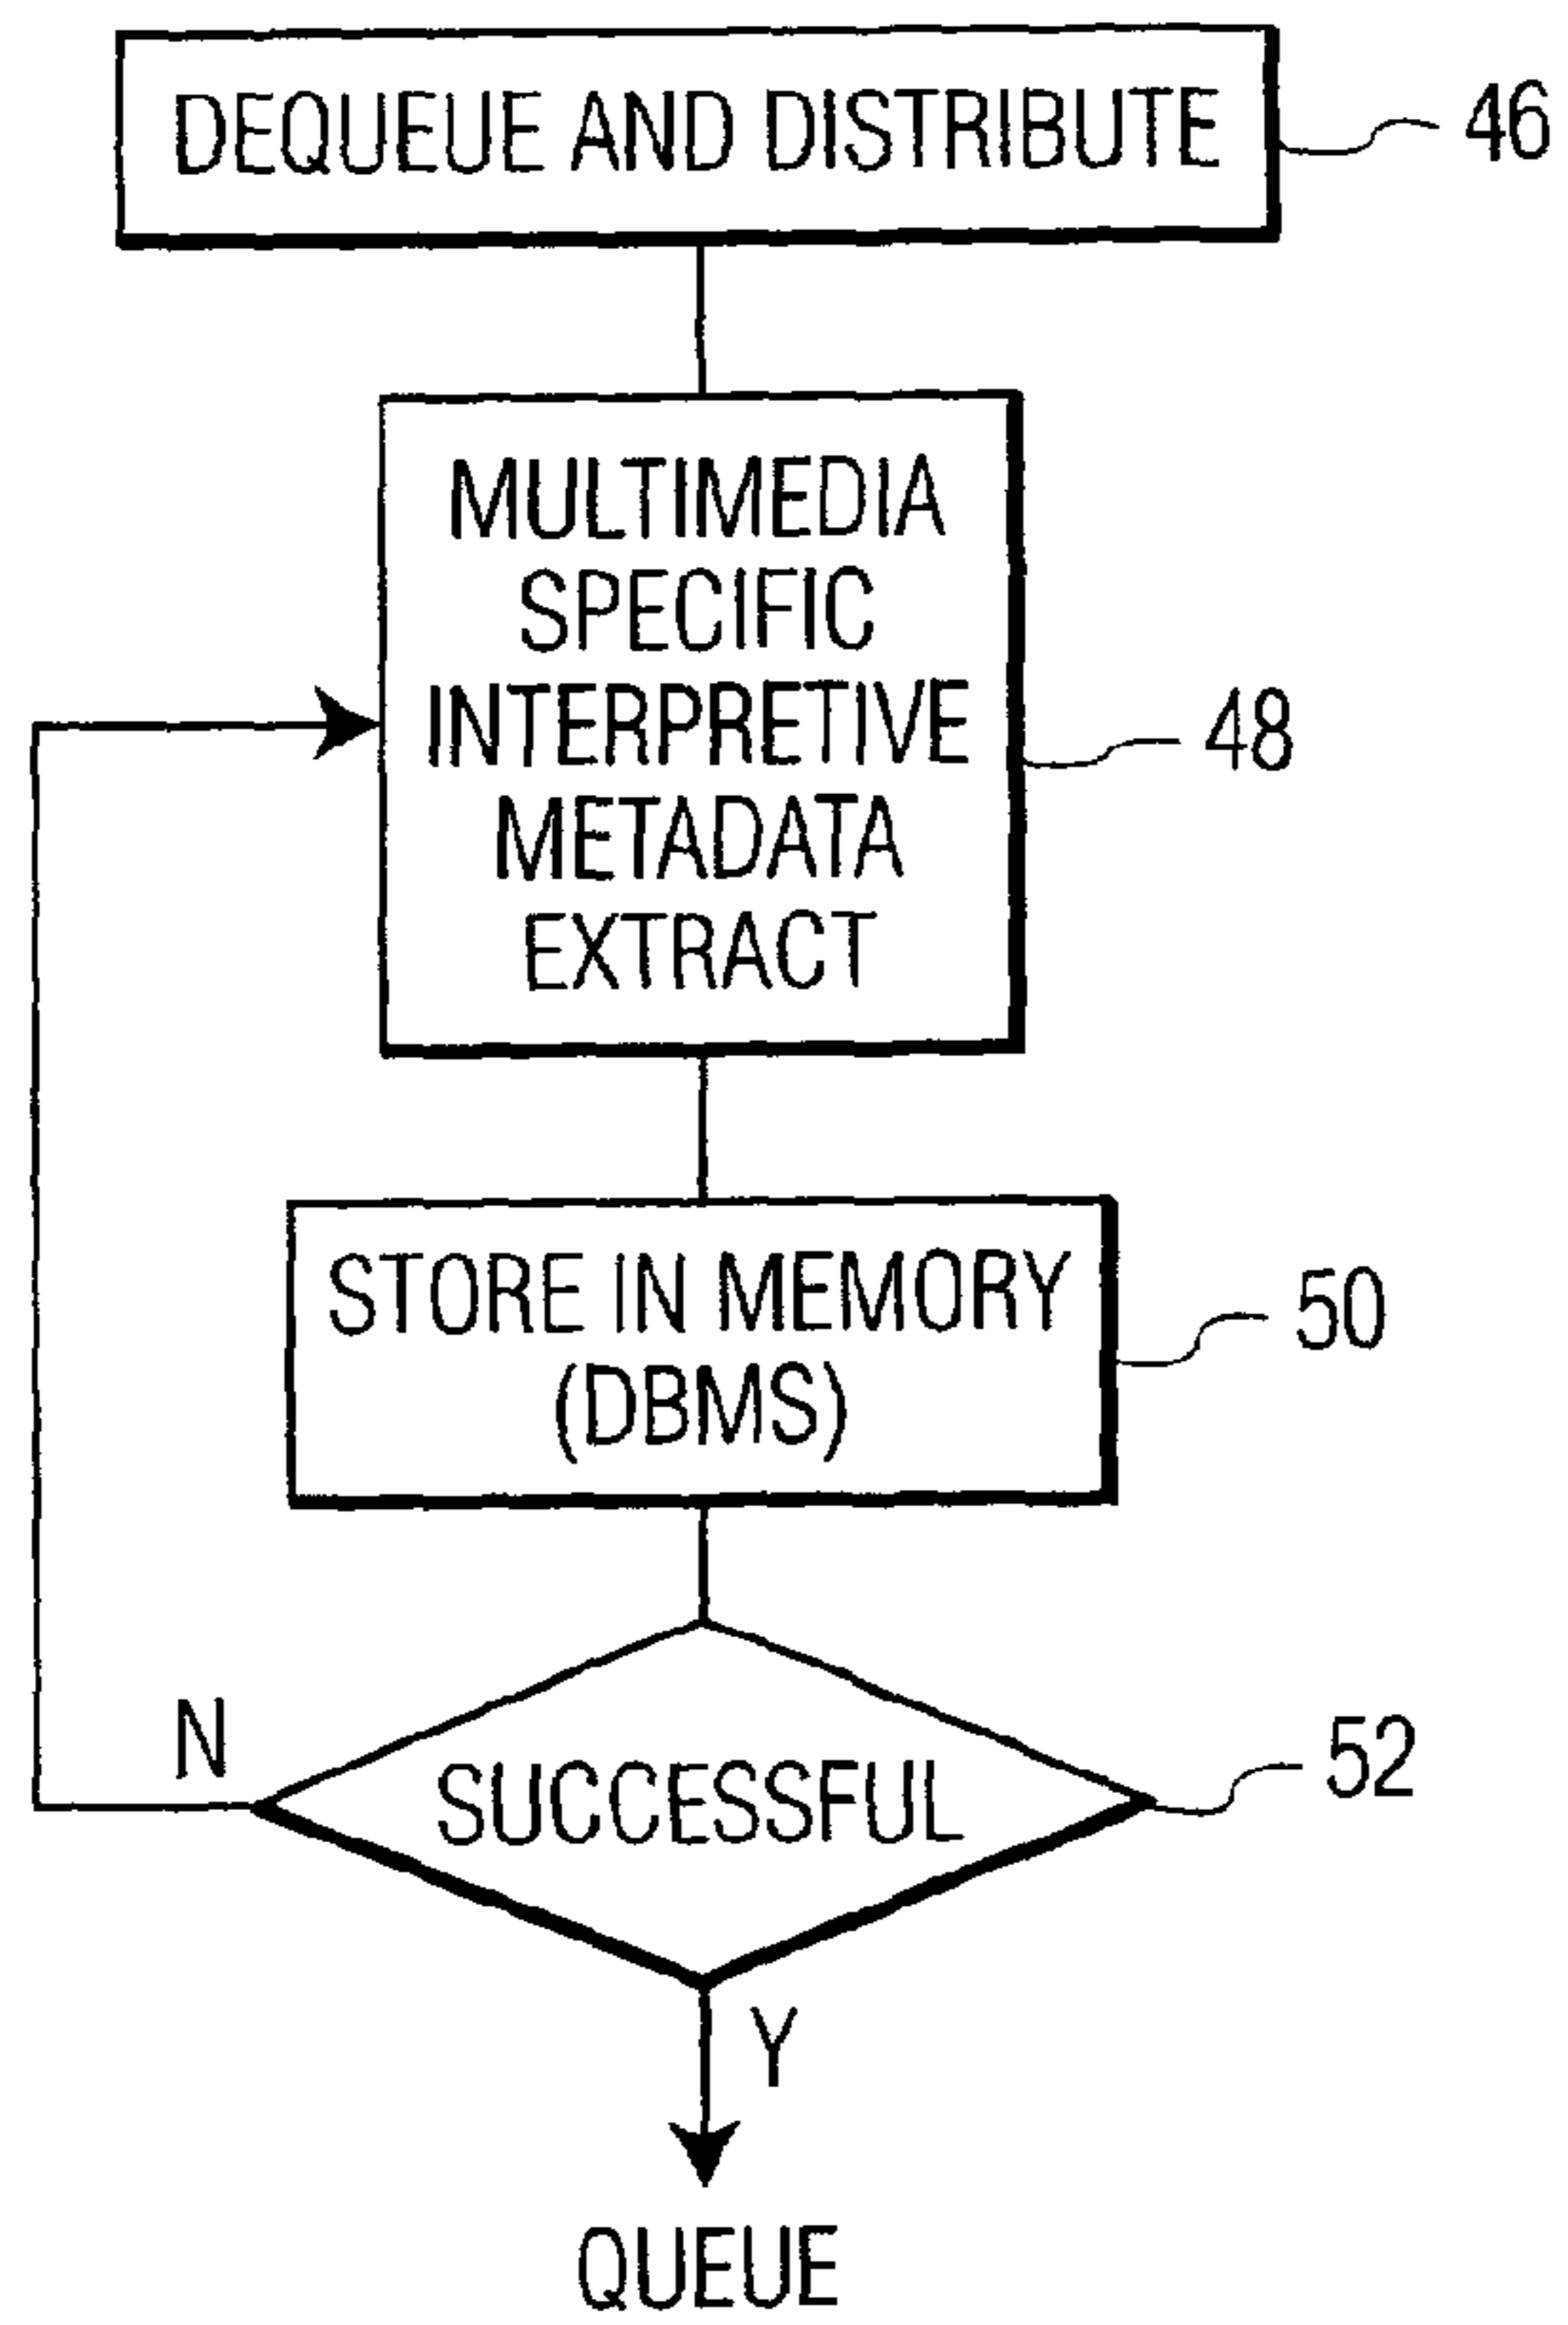 DEQUEUE AND DISTRIBUTE
46
MULTIMEDIA
SPECIFIC
INTERPRETIVE
METADATA
EXTRACT
48
STORE IN MEMORY
(DBMS)
50
N
SUCCESSFUL
52
Y
QUEUE